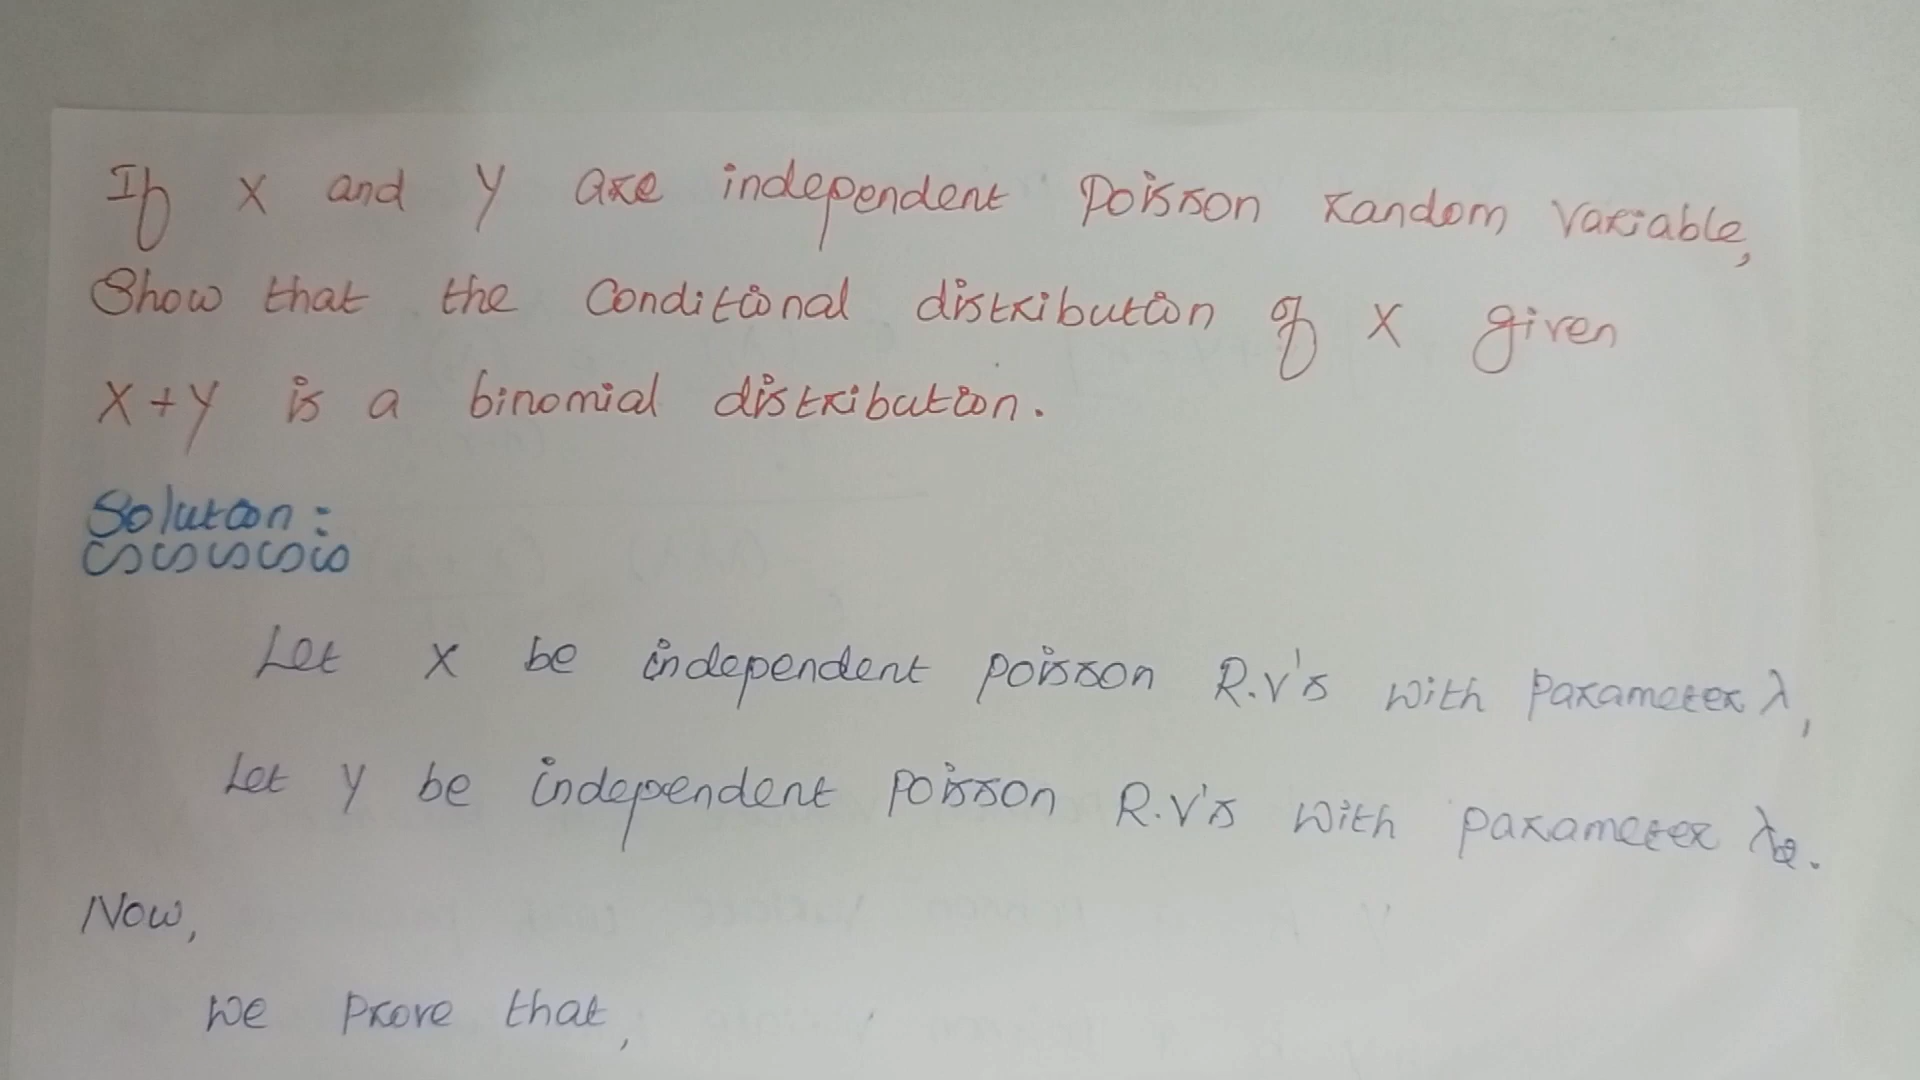 If X and Y are independent Poisson random variable,
Show that the Conditional distribution of X given
X+Y is a binomial distribution.
Solution:
Let X be independent poisson R.V's with parameter λ,
Let Y be independent poisson R.V's with parameter λ₂.
Now,
We Prove that,